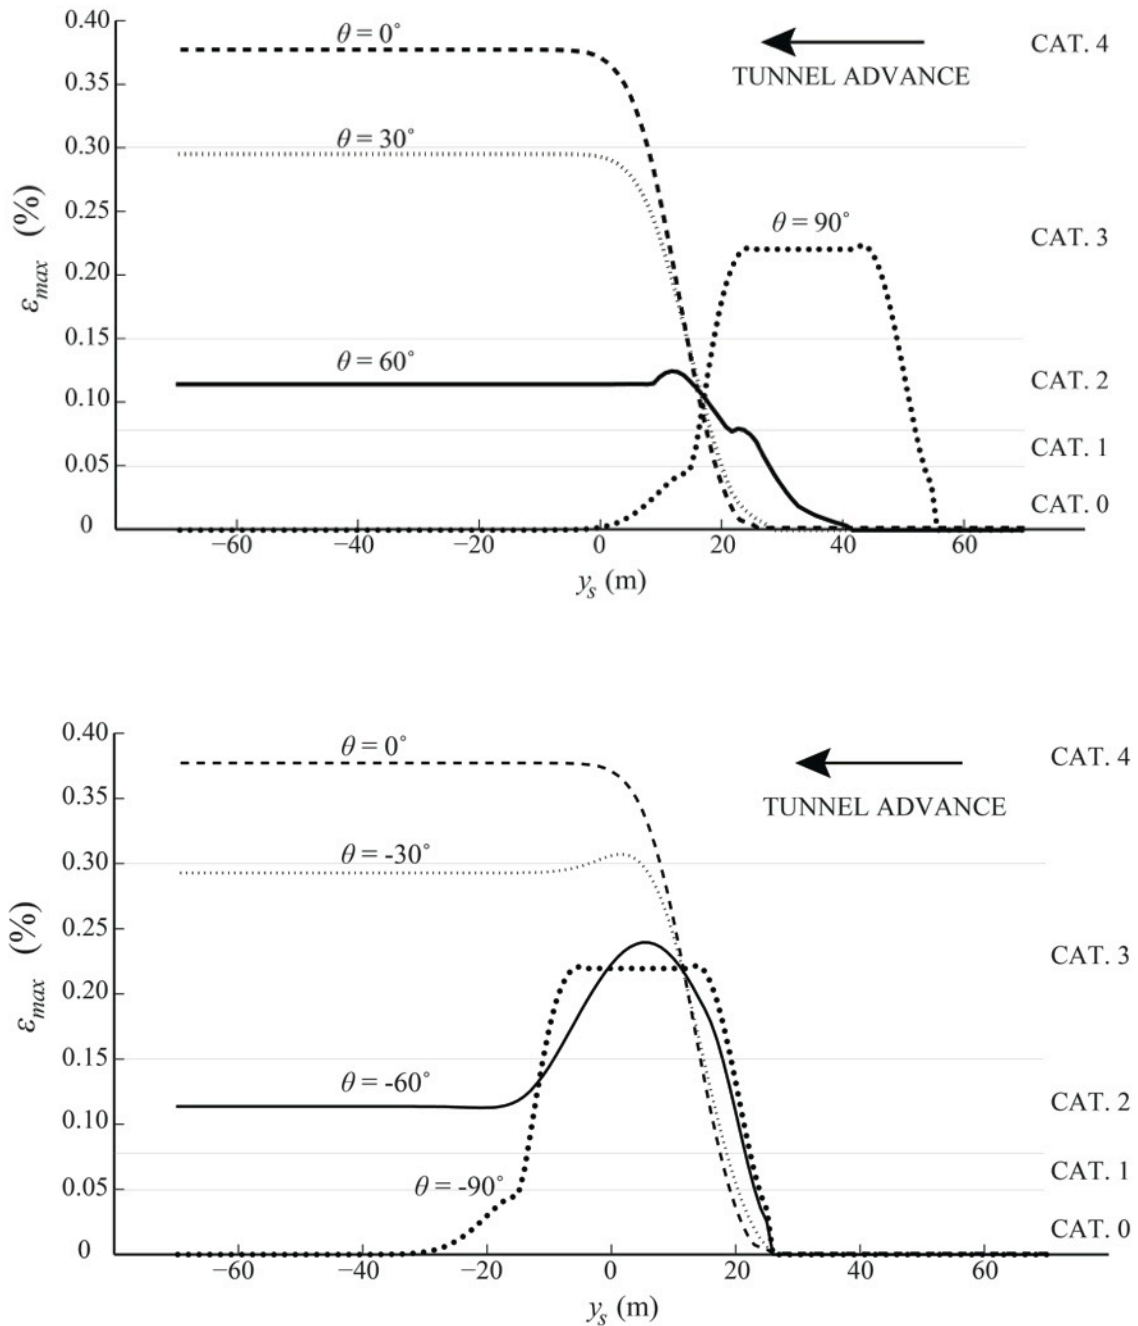 0.40
θ = 0°
CAT. 4
TUNNEL ADVANCE
0.35
0.30
θ = 30°
0.25
ε_max (%)
θ = 90°
CAT. 3
0.20
0.15
θ = 60°
CAT. 2
0.10
CAT. 1
0.05
CAT. 0
0
−60 −40 −20 0 20 40 60
y_s (m)
0.40
θ = 0°
CAT. 4
TUNNEL ADVANCE
0.35
0.30
θ = -30°
0.25
ε_max (%)
CAT. 3
0.20
0.15
θ = -60°
CAT. 2
0.10
CAT. 1
0.05
θ = -90°
CAT. 0
0
−60 −40 −20 0 20 40 60
y_s (m)